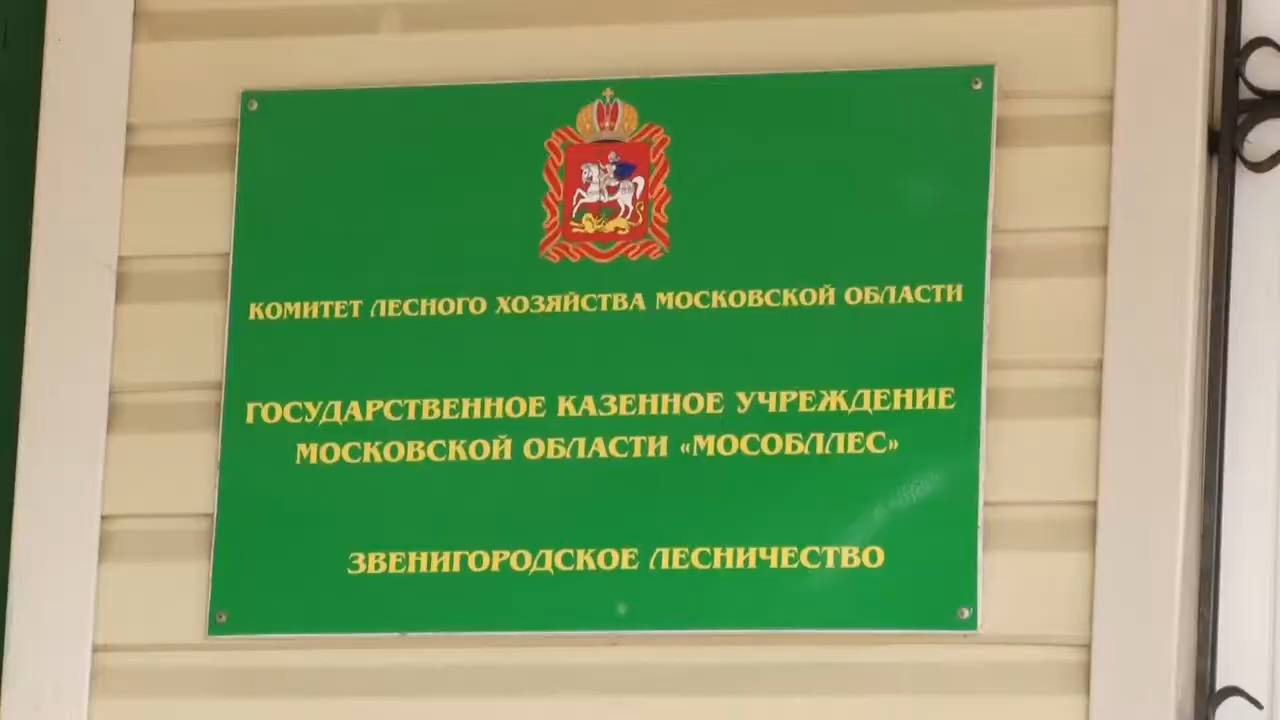 КОМИТЕТ ЛЕСНОГО ХОЗЯЙСТВА МОСКОВСКОЙ ОБЛАСТИ
ГОСУДАРСТВЕННОЕ КАЗЕННОЕ УЧРЕЖДЕНИЕ
МОСКОВСКОЙ ОБЛАСТИ «МОСОБЛЛЕС»
ЗВЕНИГОРОДСКОЕ ЛЕСНИЧЕСТВО